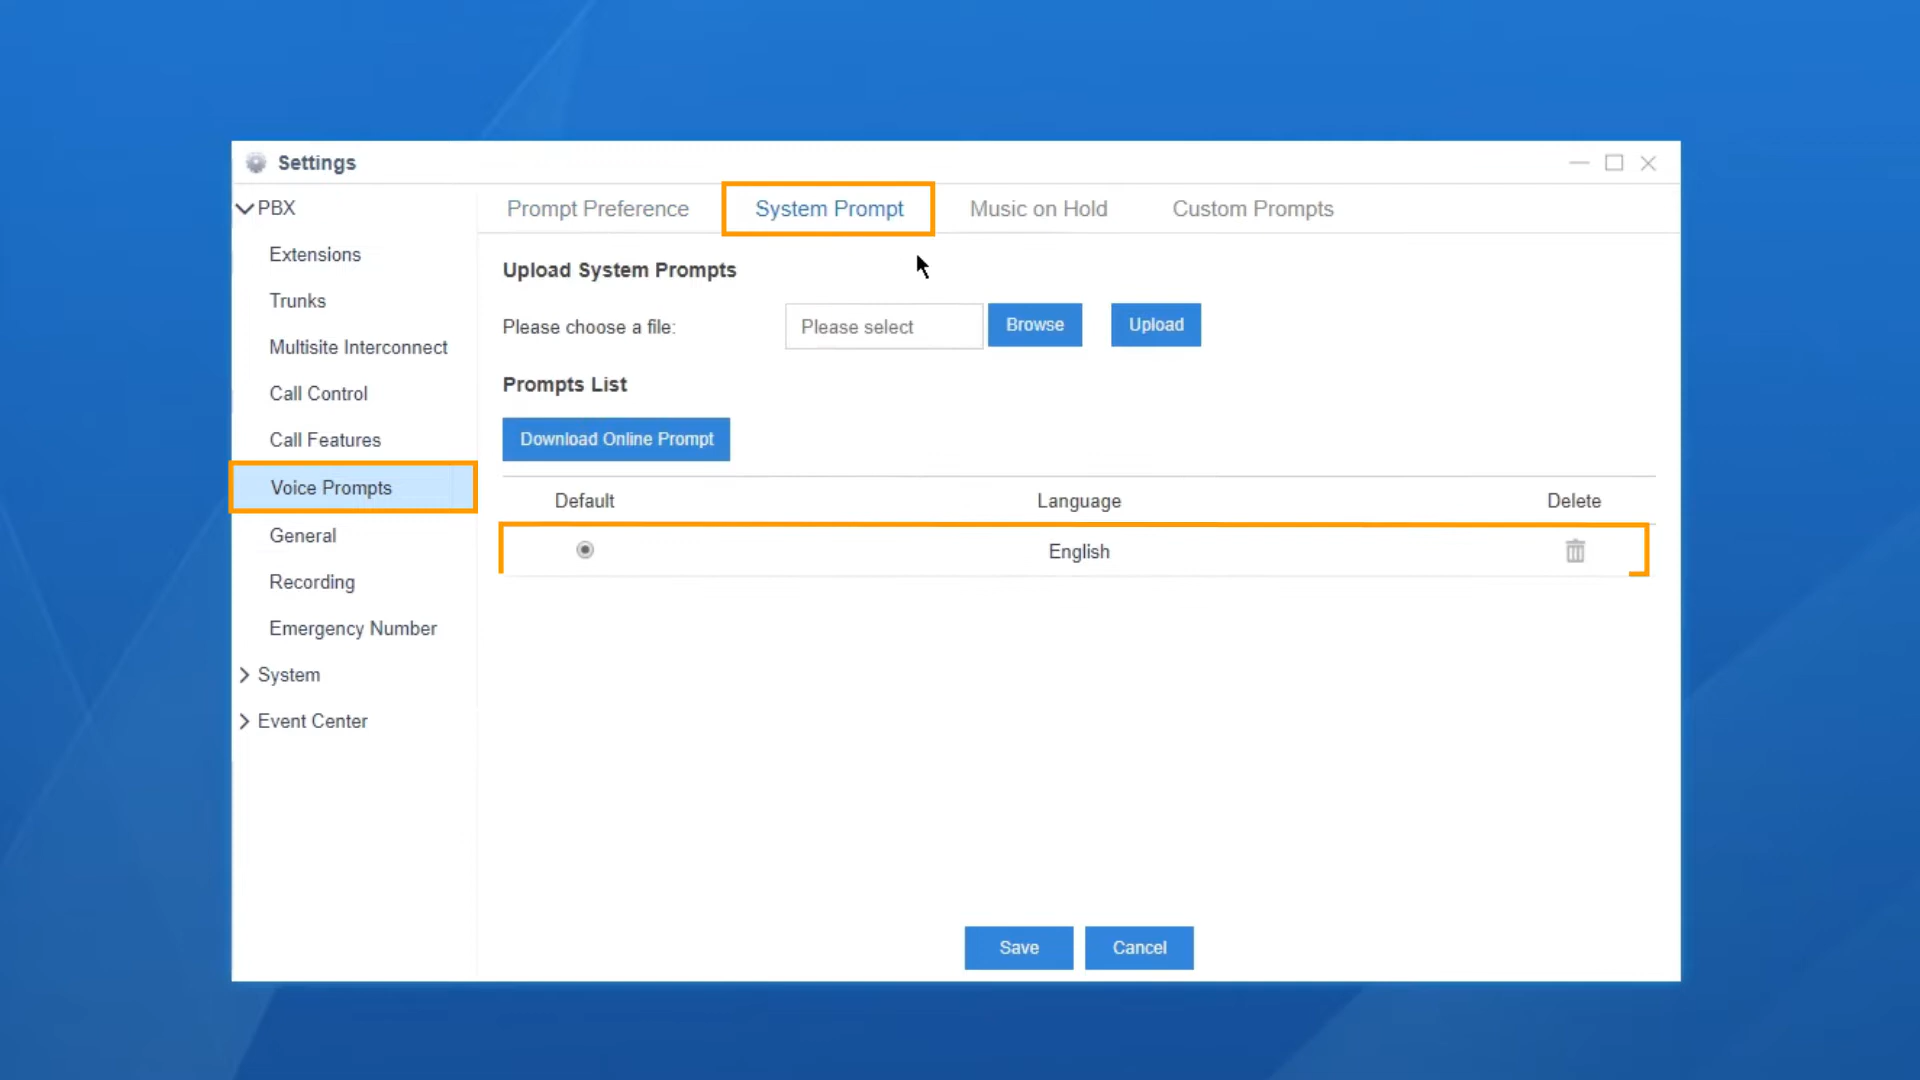 Settings
PBX
Extensions
Trunks
Multisite Interconnect
Call Control
Call Features
Voice Prompts
General
Recording
Emergency Number
System
Event Center
Prompt Preference System Prompt Music on Hold Custom Prompts
Upload System Prompts
Please choose a file: Please select Browse Upload
Prompts List
Download Online Prompt
Default Language Delete
English
Save Cancel